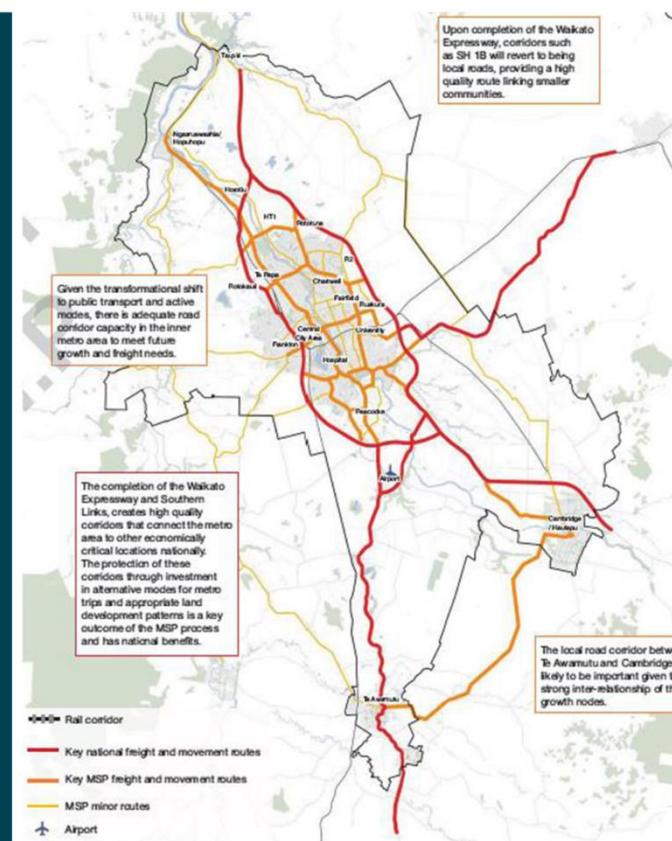 Upon completion of the Waikato
Expressway, corridors such
as SH 1B will revert to being
local roads, providing a high
quality route linking smaller
communities.
Taupiri
Ngaruawahia/
Hopuhopu
Horotiu
HT1
Rototuna
R2
Te Rapa
Chartwell
Rotokauri
Fairfield
Ruakura
Central
City Area
University
Frankton
Hospital
Peacocke
Given the transformational shift
to public transport and active
modes, there is adequate road
corridor capacity in the inner
metro area to meet future
growth and freight needs.
Airport
The completion of the Waikato
Expressway and Southern
Links, creates high quality
corridors that connect the metro
area to other economically
critical locations nationally.
The protection of these
corridors through investment
in alternative modes for metro
trips and appropriate land
development patterns is a key
outcome of the MSP process
and has national benefits.
Cambridge
/Hautapu
The local road corridor betw
Te Awamutu and Cambridge
likely to be important given t
strong inter-relationship of th
growth nodes.
Te Awamutu
Rail corridor
Key national freight and movement routes
Key MSP freight and movement routes
MSP minor routes
Airport